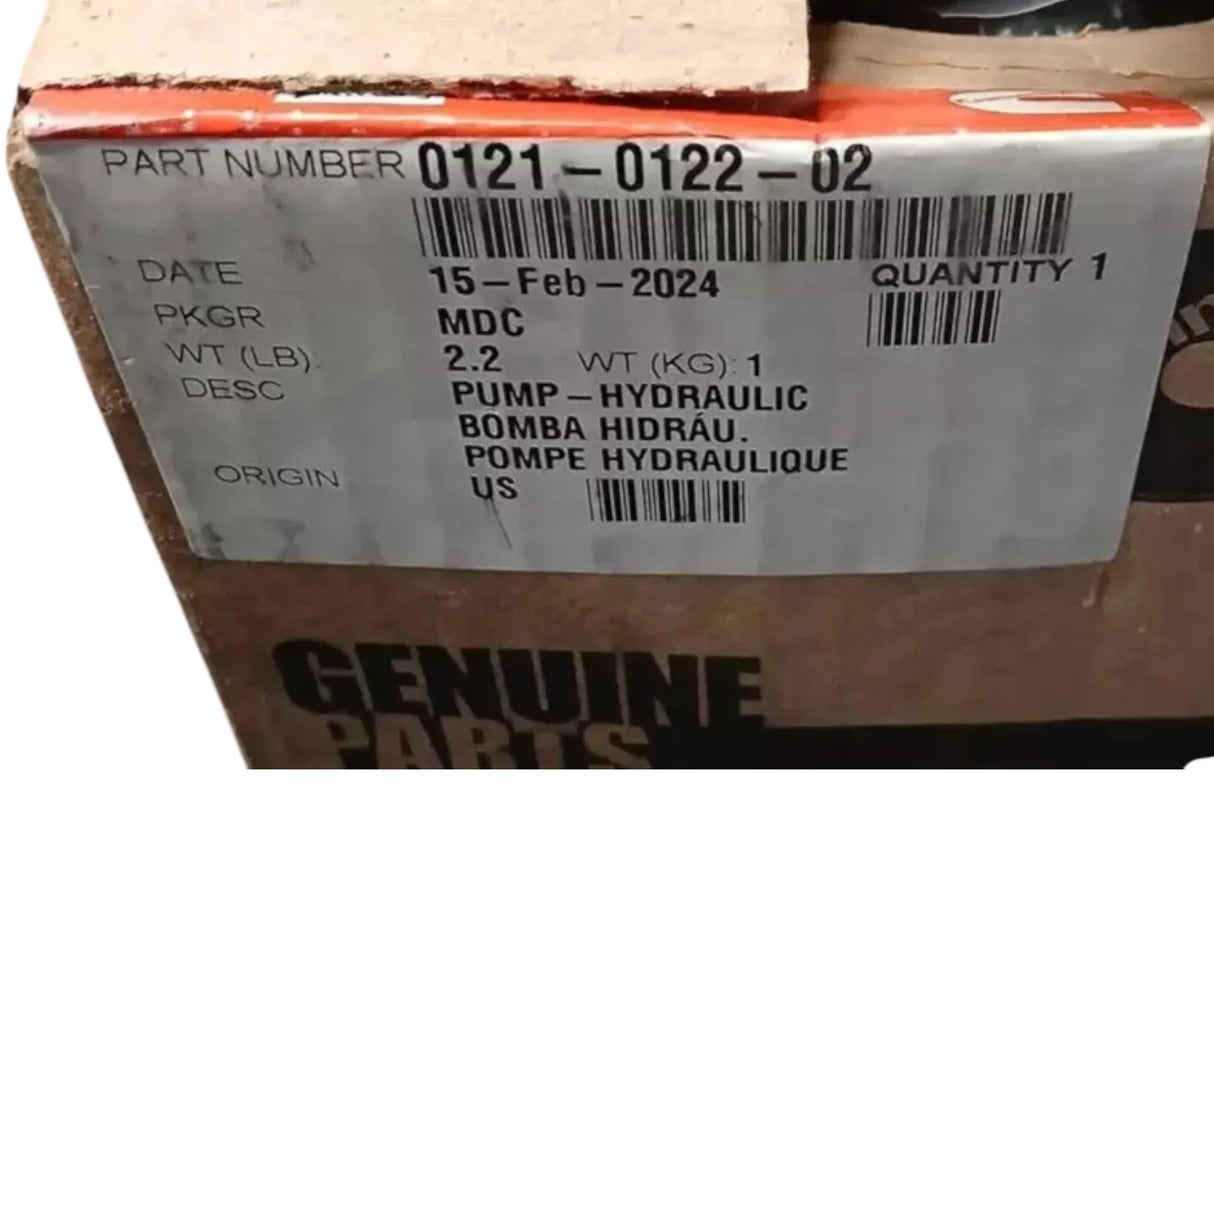 PART NUMBER 0121-0122-02
DATE 15-Feb-2024 QUANTITY 1
PKGR MDC
WT (LB). 2.2 WT (KG): 1
DESC PUMP-HYDRAULIC
BOMBA HIDRÁU.
POMPE HYDRAULIQUE
ORIGIN US
GENUINE
PARTS